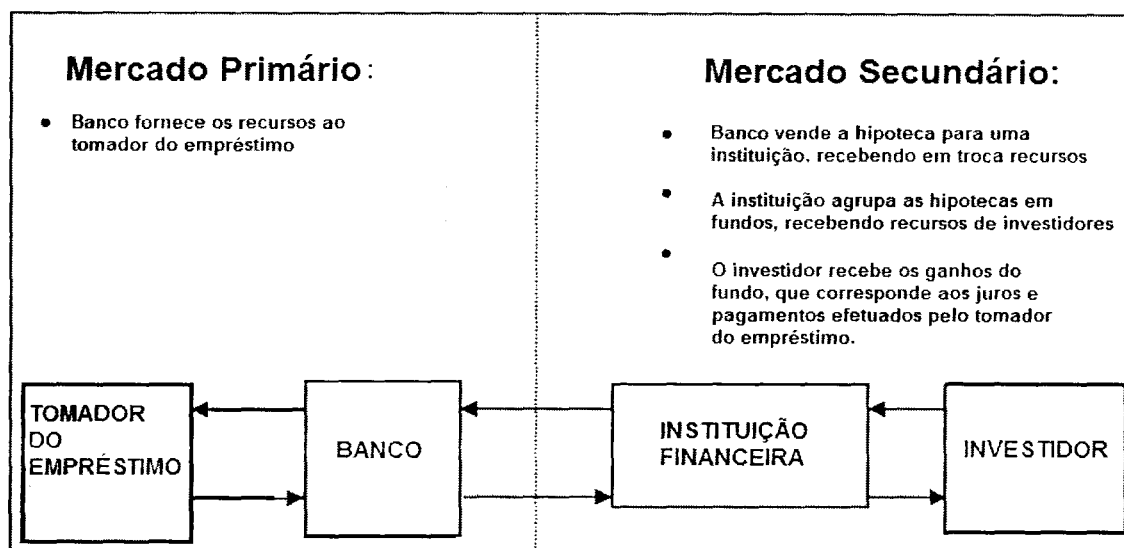 Mercado Primário:
• Banco fornece os recursos ao
tomador do empréstimo
Mercado Secundário:
• Banco vende a hipoteca para uma
instituição, recebendo em troca recursos
• A instituição agrupa as hipotecas em
fundos, recebendo recursos de investidores
• O investidor recebe os ganhos do
fundo, que corresponde aos juros e
pagamentos efetuados pelo tomador
do empréstimo.
TOMADOR
DO
EMPRÉSTIMO
BANCO
INSTITUIÇÃO
FINANCEIRA
INVESTIDOR